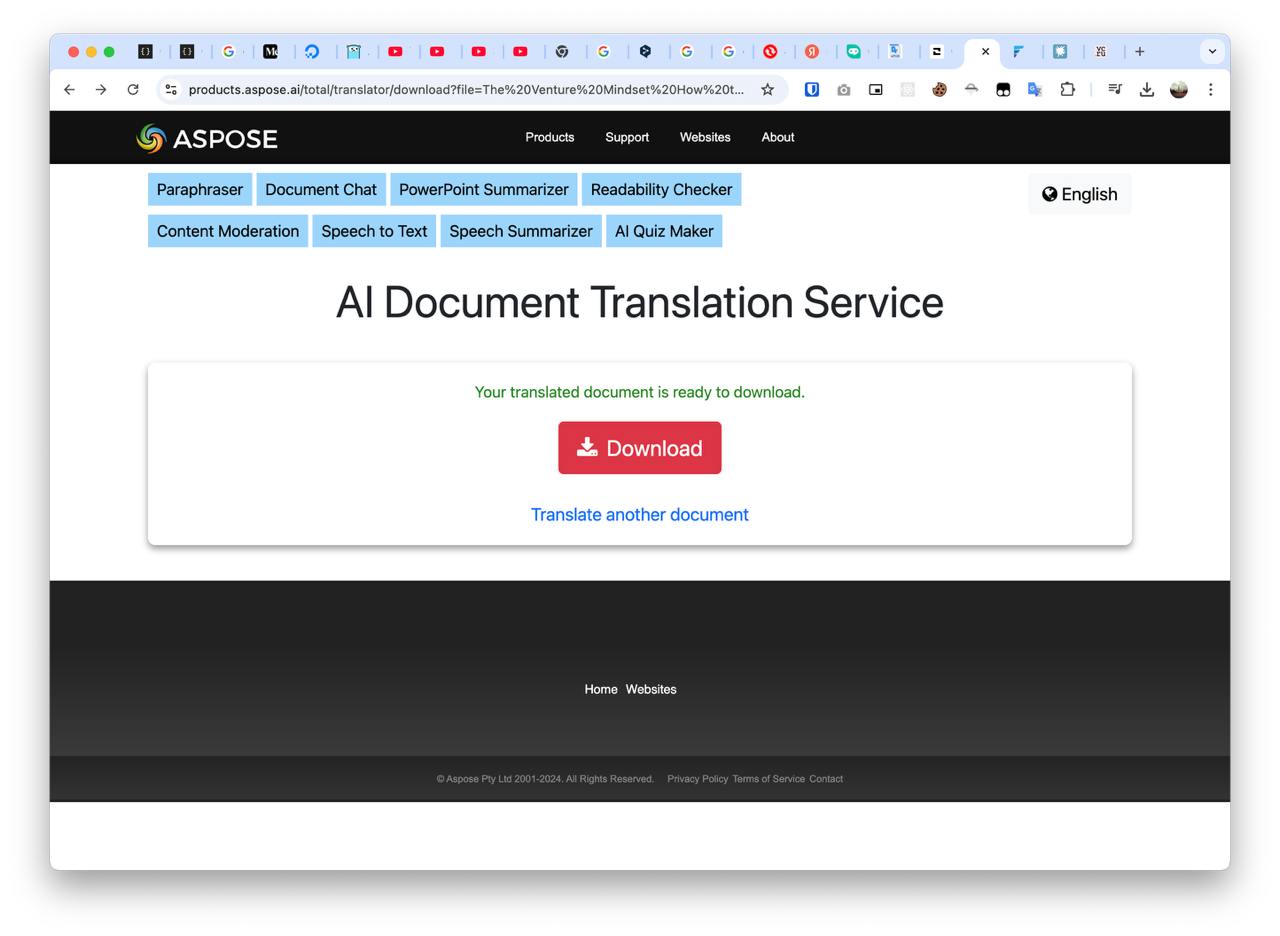 products.aspose.ai/total/translator/download?file=The%20Venture%20Mindset%20How%20t...
ASPOSE Products Support Websites About
Paraphraser Document Chat PowerPoint Summarizer Readability Checker
English
Content Moderation Speech to Text Speech Summarizer AI Quiz Maker
AI Document Translation Service
Your translated document is ready to download.
Download
Translate another document
Home Websites
© Aspose Pty Ltd 2001-2024. All Rights Reserved. Privacy Policy Terms of Service Contact